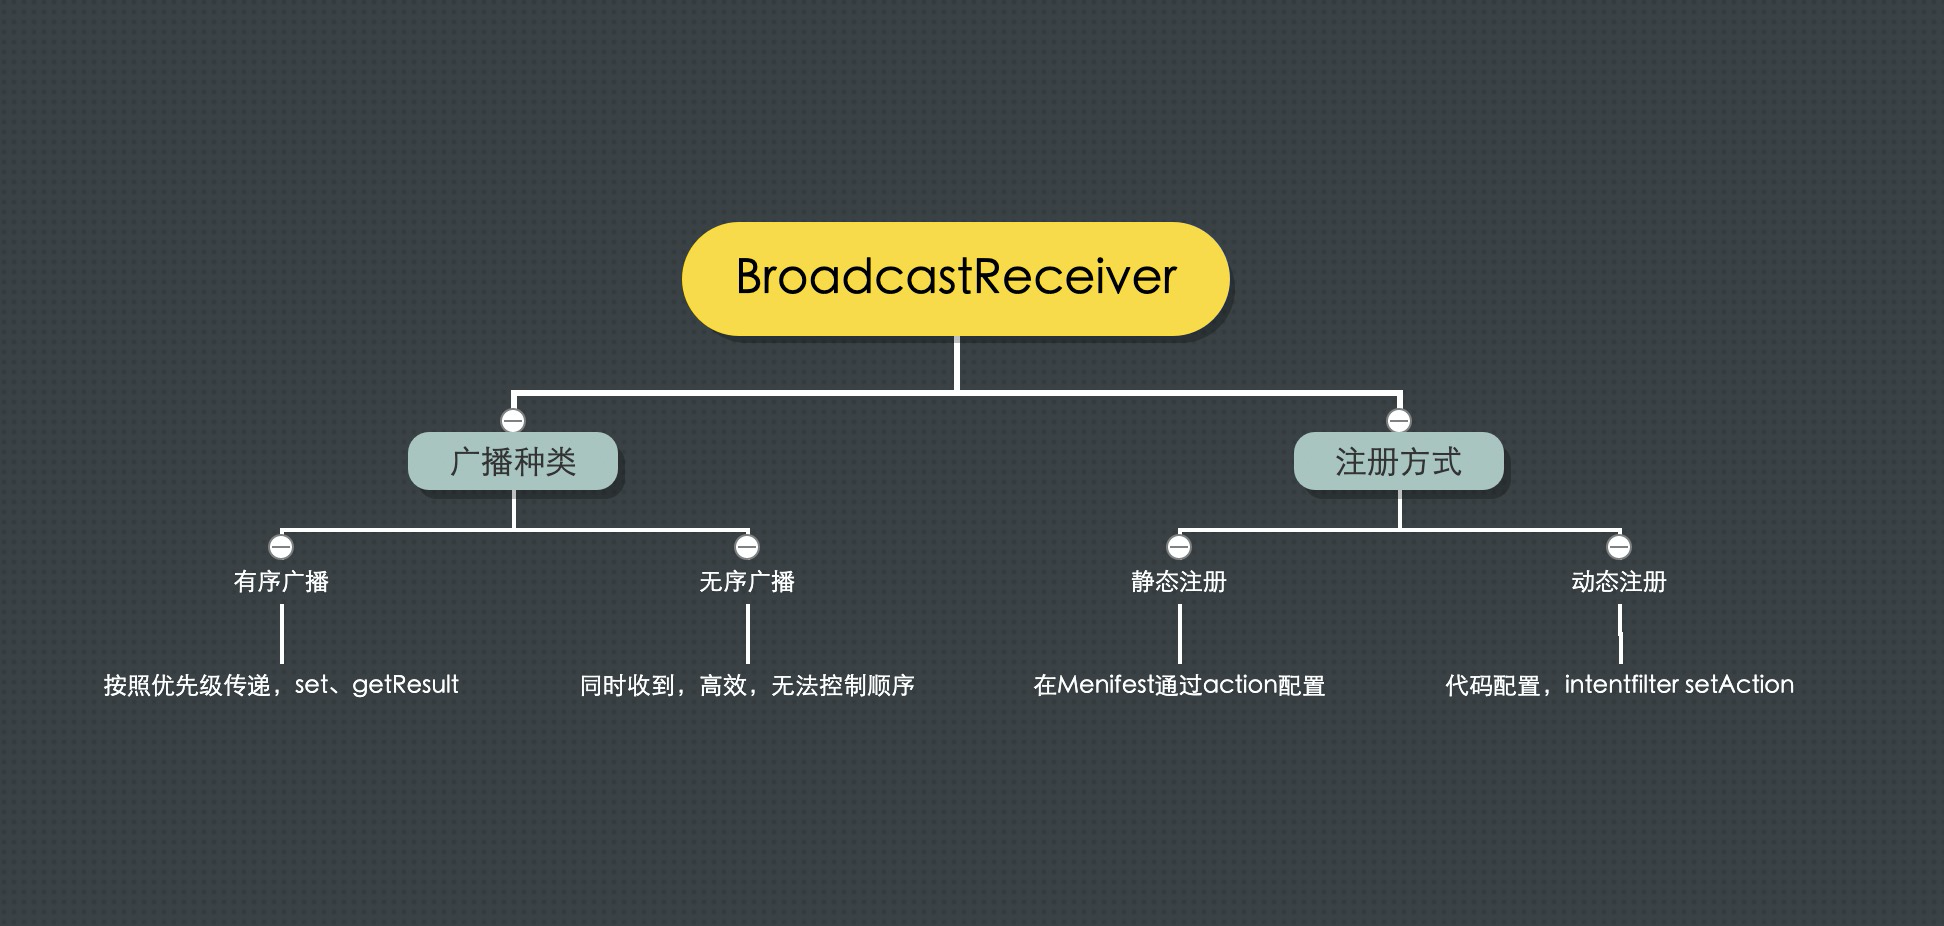 BroadcastReceiver
广播种类
注册方式
有序广播
无序广播
静态注册
动态注册
按照优先级传递，set、getResult
同时收到，高效，无法控制顺序
在Menifest通过action配置
代码配置，intentfilter setAction